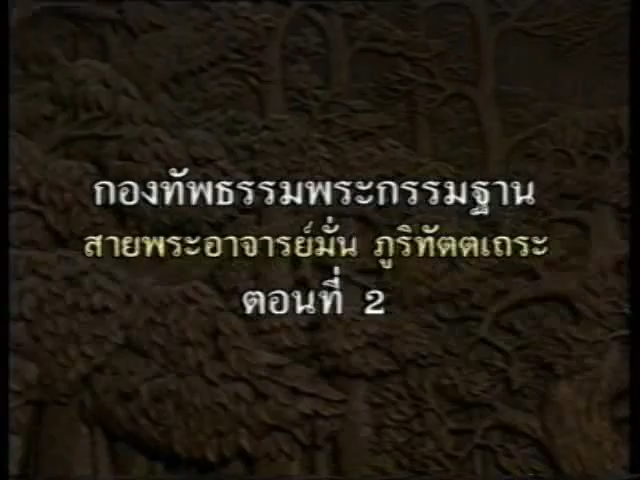 กองทัพธรรมพระกรรมฐาน
สายพระอาจารย์มั่น ภูริทัตตเถระ
ตอนที่ 2